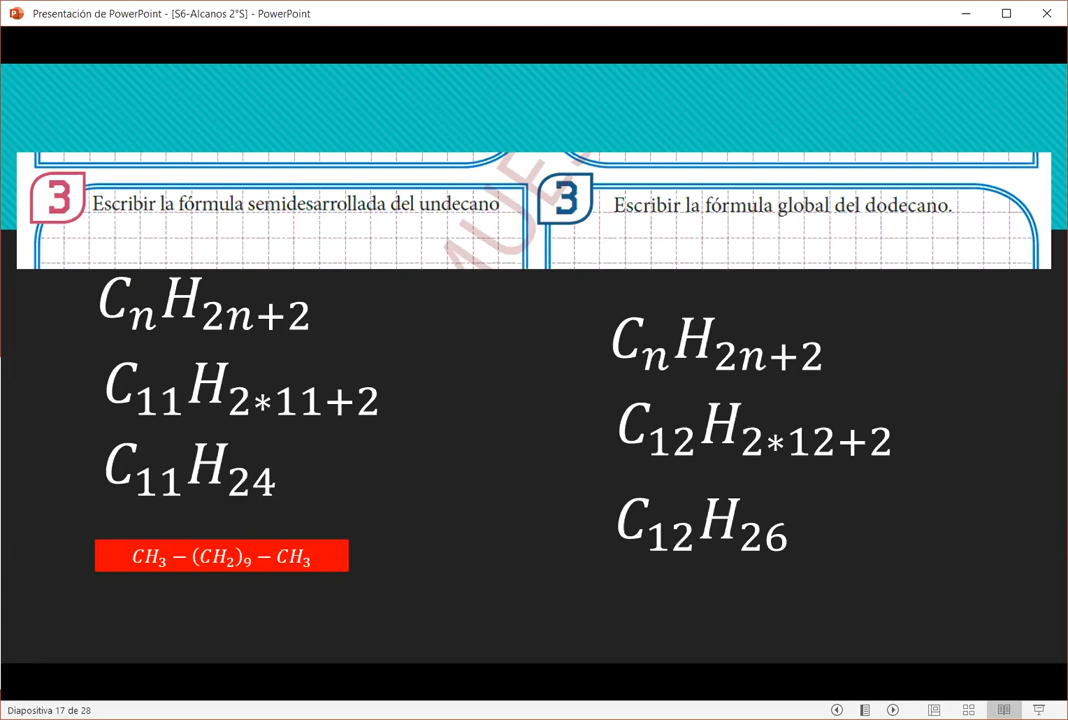 Presentación de PowerPoint - [S6-Alcanos 2°S] - PowerPoint
3 Escribir la fórmula semidesarrollada del undecano
CₙH₂ₙ₊₂
C₁₁H₂*₁₁₊₂
C₁₁H₂₄
CH₃ − (CH₂)₉ − CH₃
3 Escribir la fórmula global del dodecano.
CₙH₂ₙ₊₂
C₁₂H₂*₁₂₊₂
C₁₂H₂₆
Diapositiva 17 de 28